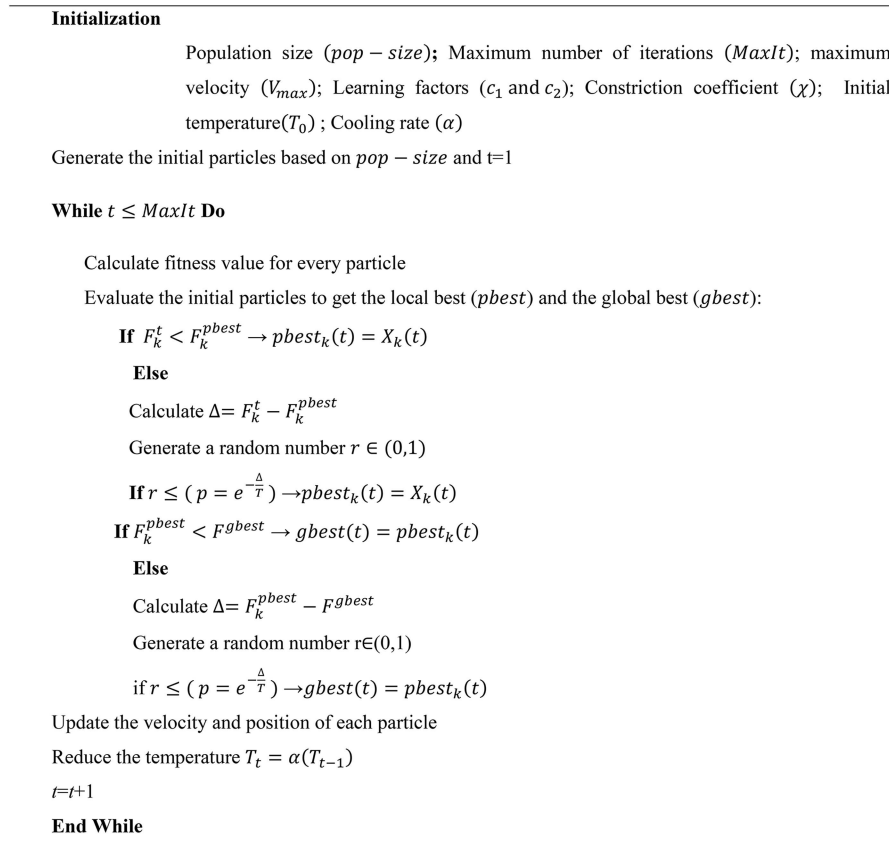 Initialization
Population size (pop − size); Maximum number of iterations (MaxIt); maximum
velocity (V_max); Learning factors (c_1 and c_2); Constriction coefficient (χ); Initial
temperature(T_0) ; Cooling rate (α)
Generate the initial particles based on pop − size and t=1
While t ≤ MaxIt Do
Calculate fitness value for every particle
Evaluate the initial particles to get the local best (pbest) and the global best (gbest):
If F_k^t < F_k^pbest → pbest_k(t) = X_k(t)
Else
Calculate Δ= F_k^t − F_k^pbest
Generate a random number r ∈ (0,1)
If r ≤ ( p = e^{−Δ/T} ) →pbest_k(t) = X_k(t)
If F_k^pbest < F^gbest → gbest(t) = pbest_k(t)
Else
Calculate Δ= F_k^pbest − F^gbest
Generate a random number r∈(0,1)
if r ≤ ( p = e^{−Δ/T} ) →gbest(t) = pbest_k(t)
Update the velocity and position of each particle
Reduce the temperature T_t = α(T_{t−1})
t=t+1
End While